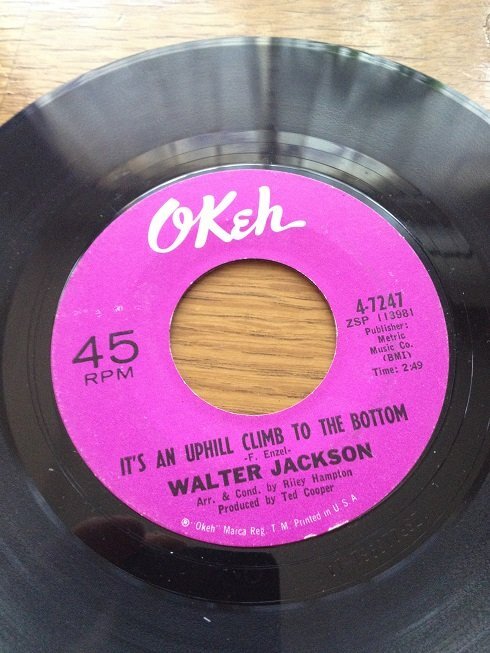 OKeh
4-7247
ZSP 113981
Publisher:
Metric
Music Co.
(BMI)
Time: 2:49
45
RPM
IT'S AN UPHILL CLIMB TO THE BOTTOM
-F. Enzel-
WALTER JACKSON
Arr. & Cond. by Riley Hampton
Produced by Ted Cooper
"Okeh" Marca Reg. T. M. Printed in U S A